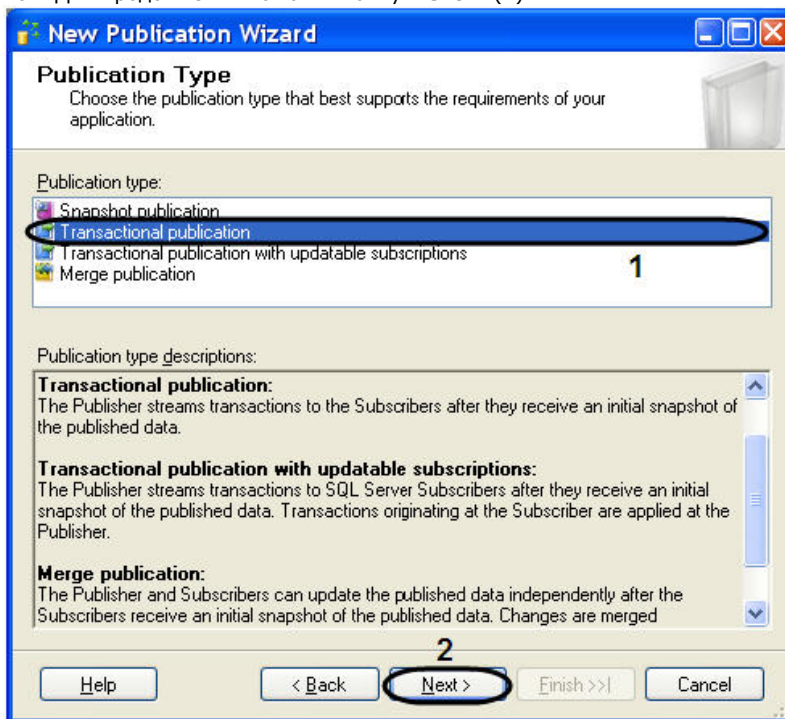 New Publication Wizard
Publication Type
Choose the publication type that best supports the requirements of your
application.
Publication type:
Snapshot publication
Transactional publication
Transactional publication with updatable subscriptions
1
Merge publication
Publication type descriptions:
Transactional publication:
The Publisher streams transactions to the Subscribers after they receive an initial snapshot of
the published data.
Transactional publication with updatable subscriptions:
The Publisher streams transactions to SQL Server Subscribers after they receive an initial
snapshot of the published data. Transactions originating at the Subscriber are applied at the
Publisher.
Merge publication:
The Publisher and Subscribers can update the published data independently after the
Subscribers receive an initial snapshot of the published data. Changes are merged
2
Help
< Back
Next >
Finish >>|
Cancel